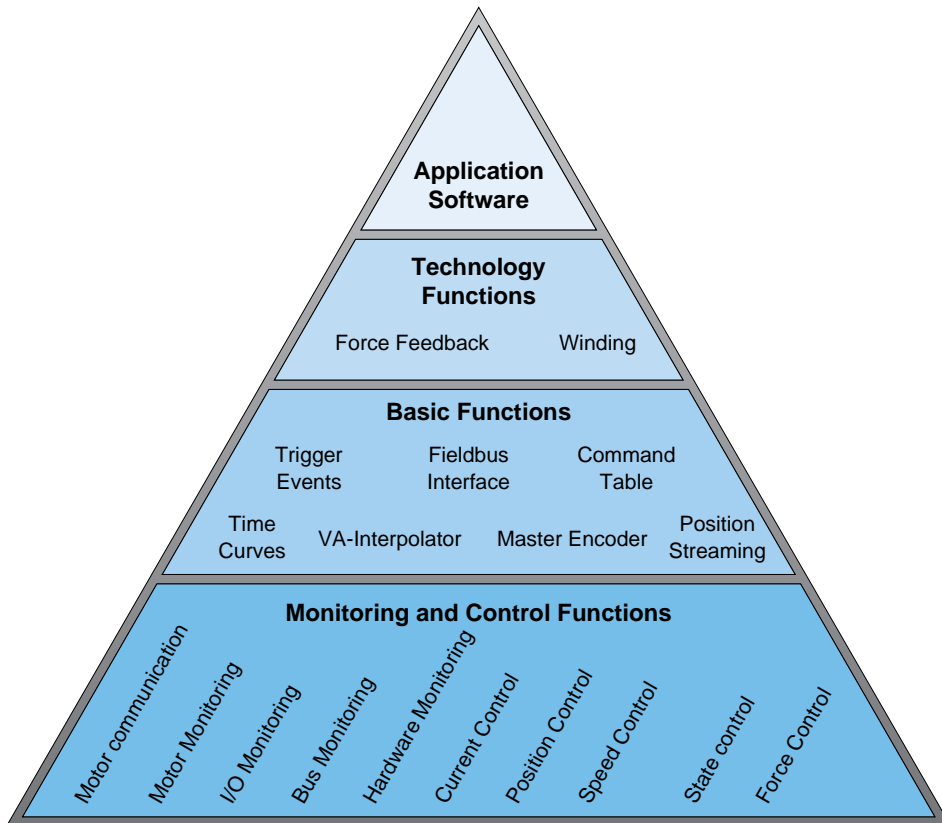 Application
Software
Technology
Functions
Force Feedback
Winding
Basic Functions
Trigger
Events
Fieldbus
Interface
Command
Table
Time
Curves
VA-Interpolator
Master Encoder
Position
Streaming
Monitoring and Control Functions
Motor communication
Motor Monitoring
I/O Monitoring
Bus Monitoring
Hardware Monitoring
Current Control
Position Control
Speed Control
State control
Force Control